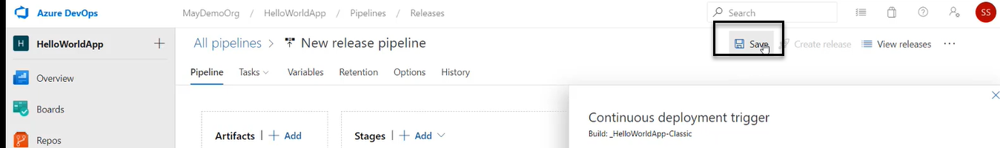 Azure DevOps
MayDemoOrg / HelloWorldApp / Pipelines / Releases
Search
SS
H HelloWorldApp
All pipelines > New release pipeline
Save
Create release
View releases
Pipeline Tasks Variables Retention Options History
Overview
Boards
Repos
Artifacts | + Add
Stages | + Add
Continuous deployment trigger
Build: _HelloWorldApp-Classic